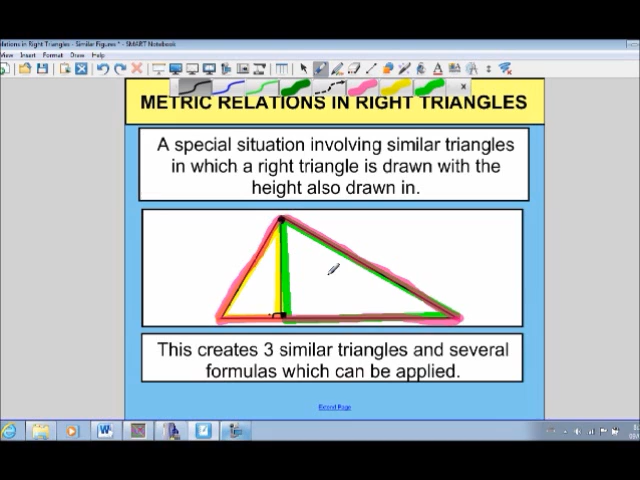 elations in Right Triangles - Similar Figures * - SMART Notebook
View Insert Format Draw Help
METRIC RELATIONS IN RIGHT TRIANGLES
A special situation involving similar triangles
in which a right triangle is drawn with the
height also drawn in.
This creates 3 similar triangles and several
formulas which can be applied.
Extend Page